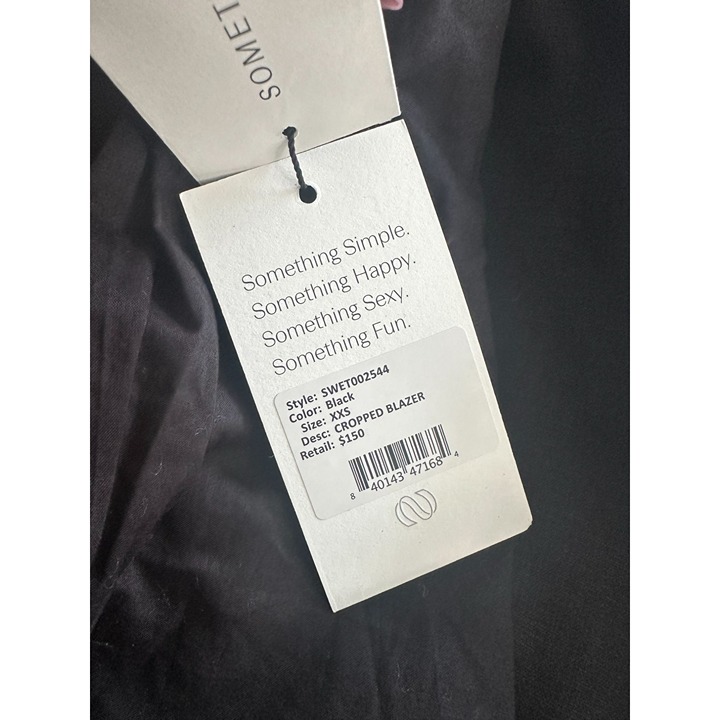 SOMET
Something Simple.
Something Happy.
Something Sexy.
Something Fun.
Style: SWET002544
Color: Black
Size: XXS
Desc: CROPPED BLAZER
Retail: $150
8 40143 47168 4